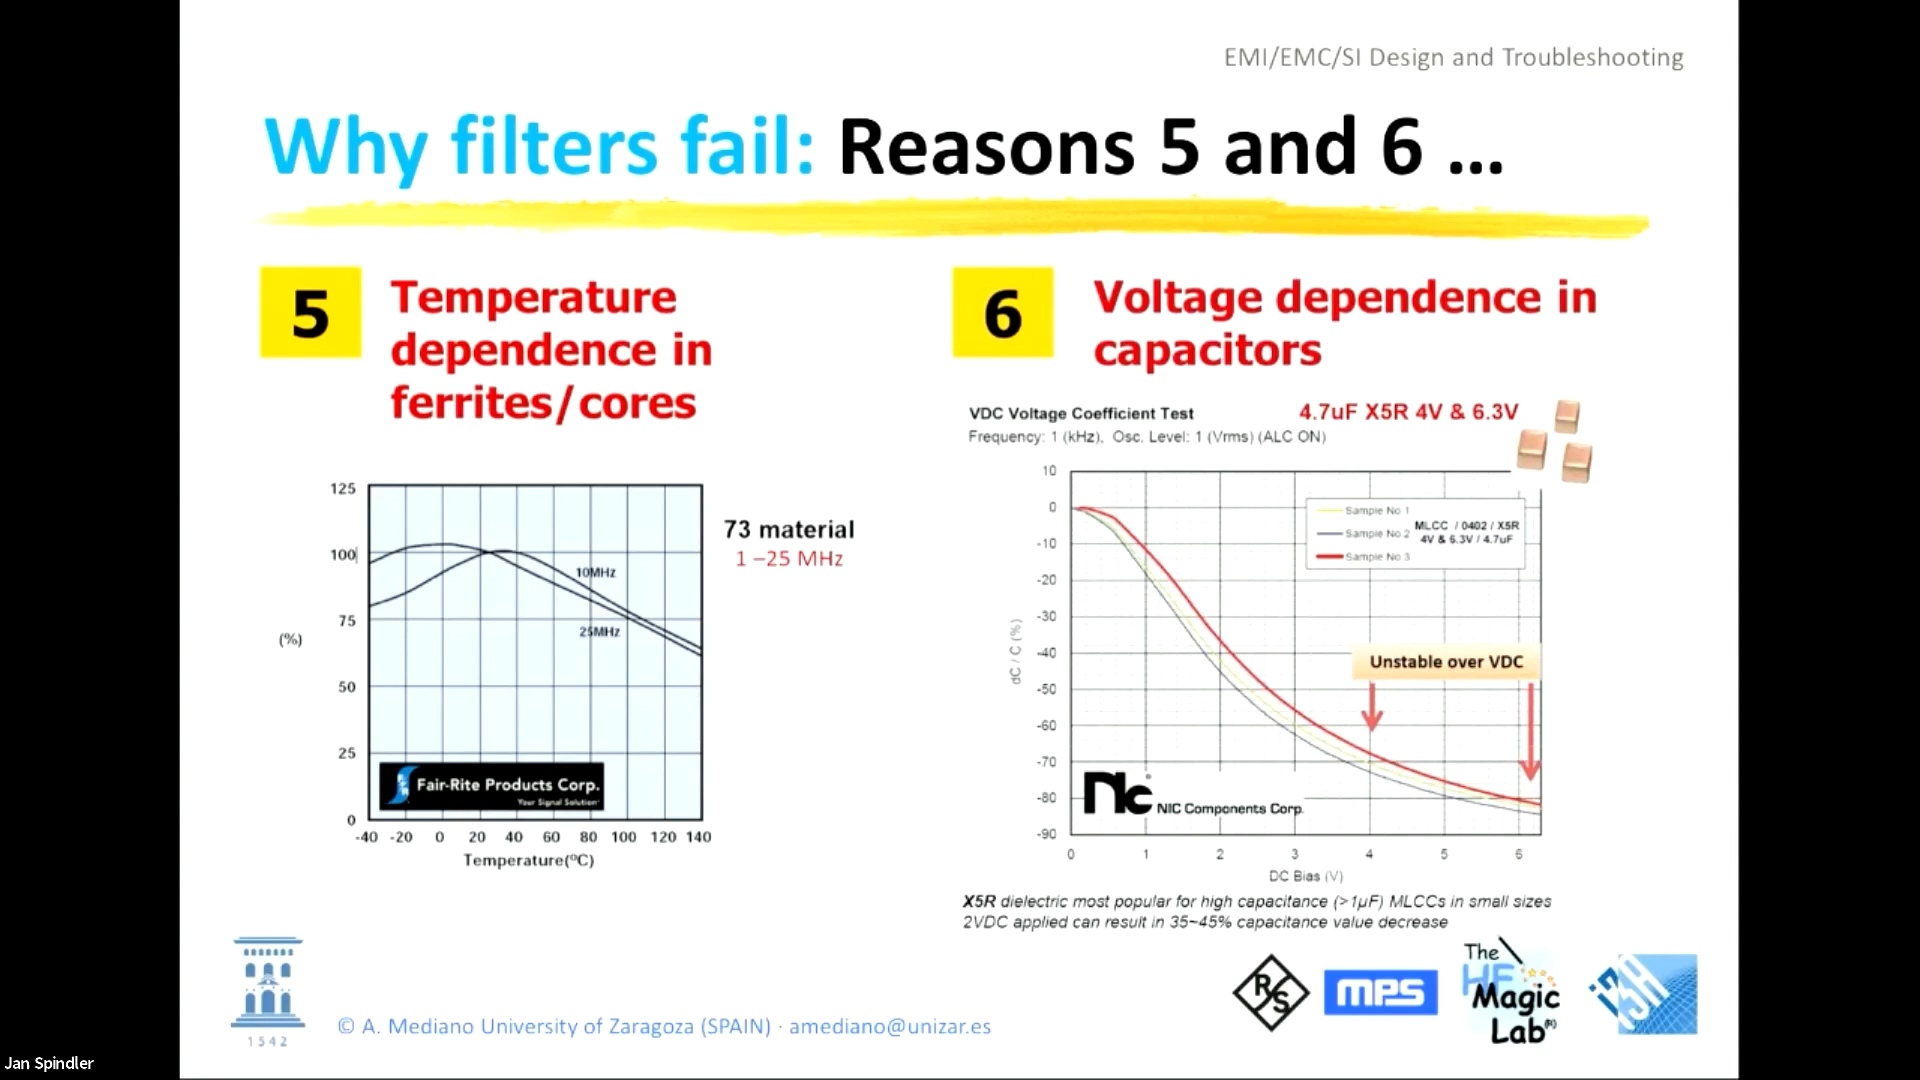 EMI/EMC/SI Design and Troubleshooting
Why filters fail: Reasons 5 and 6 ...
5
Temperature
dependence in
ferrites/cores
125
100
75
50
25
0
(%)
10MHz
25MHz
Fair-Rite Products Corp.
Your Signal Solution
-40 -20 0 20 40 60 80 100 120 140
Temperature(ºC)
73 material
1 –25 MHz
6
Voltage dependence in
capacitors
VDC Voltage Coefficient Test
4.7uF X5R 4V & 6.3V
Frequency: 1 (kHz), Osc. Level: 1 (Vrms) (ALC ON)
10
0
-10
-20
-30
-40
-50
-60
-70
-80
-90
dC / C (%)
Sample No 1
Sample No 2
Sample No 3
MLCC / 0402 / X5R
4V & 6.3V / 4.7uF
Unstable over VDC
nic NIC Components Corp.
0 1 2 3 4 5 6
DC Bias (V)
X5R dielectric most popular for high capacitance (>1µF) MLCCs in small sizes
2VDC applied can result in 35~45% capacitance value decrease
1542
© A. Mediano University of Zaragoza (SPAIN) · amediano@unizar.es
R S
mPS
The
HF
Magic
Lab(R)
iFSH
Jan Spindler